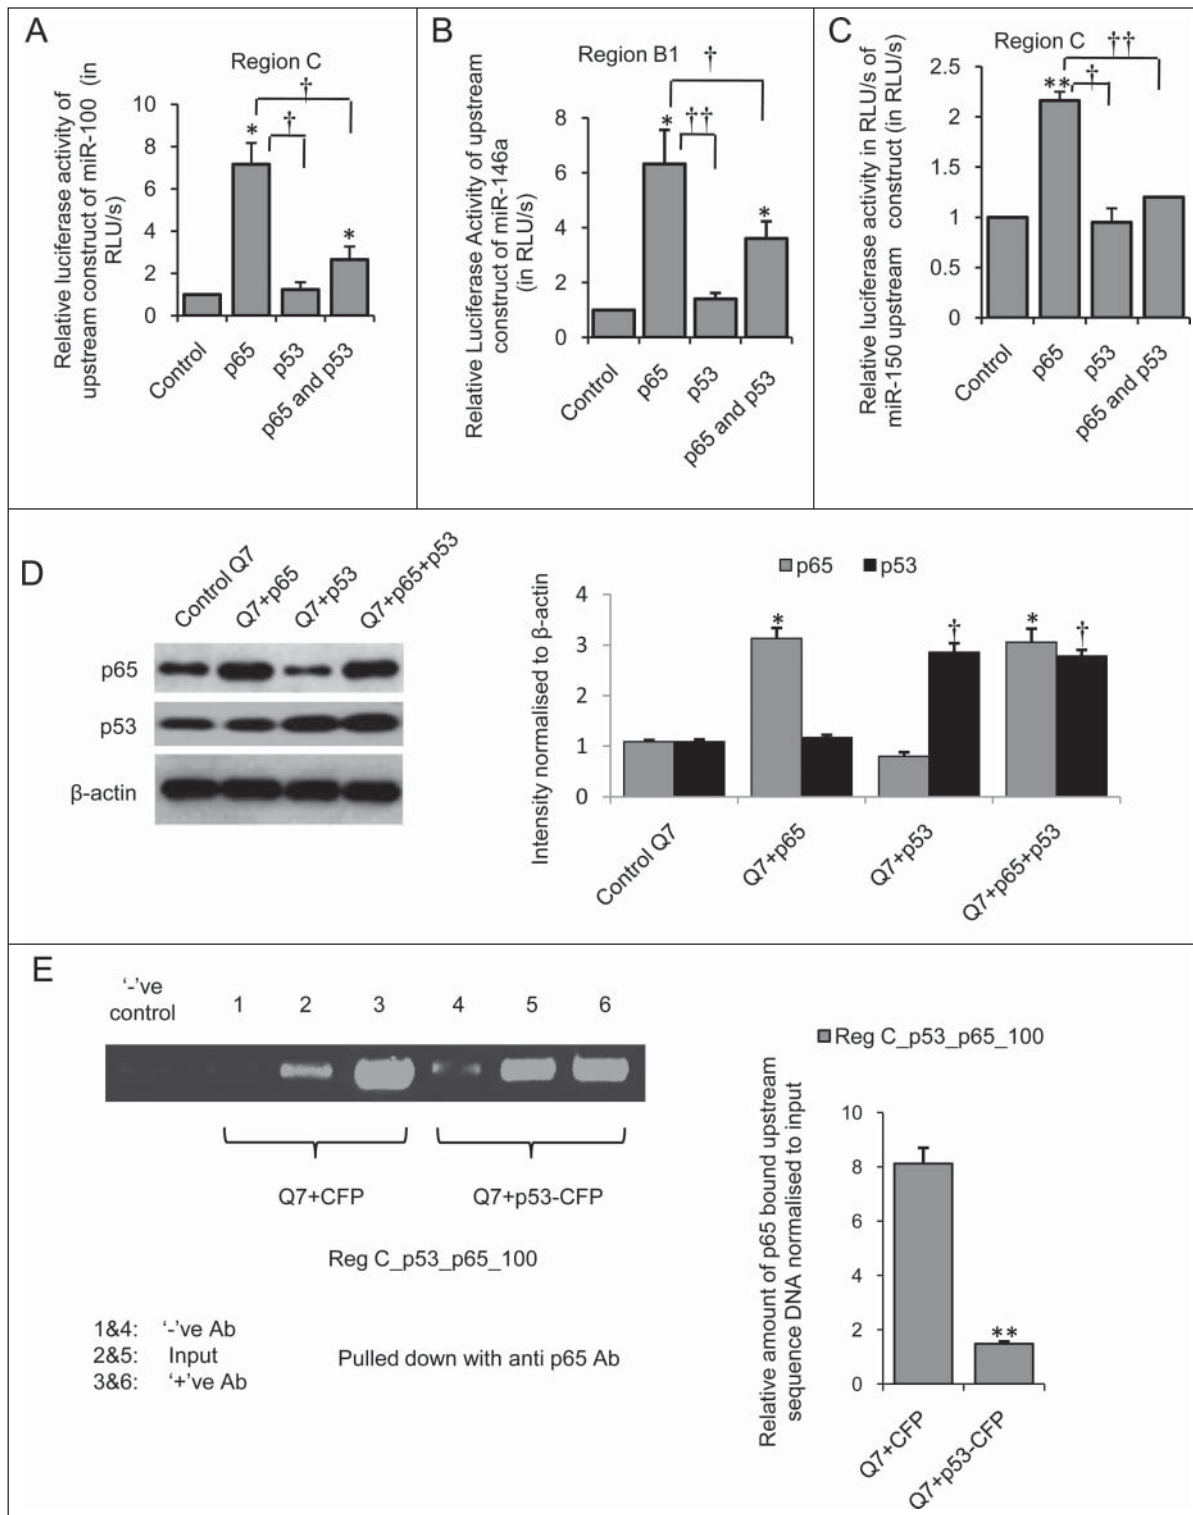 A
Region C
Relative luciferase activity of
upstream construct of miR-100 (in
RLU/s)
10
8
6
4
2
0
*
†
†
*
Control
p65
p53
p65 and p53
B
Region B1
Relative Luciferase Activity of upstream
construct of miR-146a
(in RLU/s)
8
6
4
2
0
*
††
†
*
Control
p65
p53
p65 and p53
C
Region C
Relative luciferase activity in RLU/s of
miR-150 upstream construct (in RLU/s)
2.5
2
1.5
1
0.5
0
**
†
††
Control
p65
p53
p65 and p53
D
Control Q7
Q7+p65
Q7+p53
Q7+p65+p53
p65
p53
β-actin
p65 p53
Intensity normalised to β-actin
4
3
2
1
0
*
†
*
†
Control Q7
Q7+p65
Q7+p53
Q7+p65+p53
E
'-'ve
control
1 2 3 4 5 6
Q7+CFP Q7+p53-CFP
Reg C_p53_p65_100
1&4: '-'ve Ab
2&5: Input
3&6: '+'ve Ab
Pulled down with anti p65 Ab
Reg C_p53_p65_100
Relative amount of p65 bound upstream
sequence DNA normalised to input
10
8
6
4
2
0
**
Q7+CFP
Q7+p53-CFP